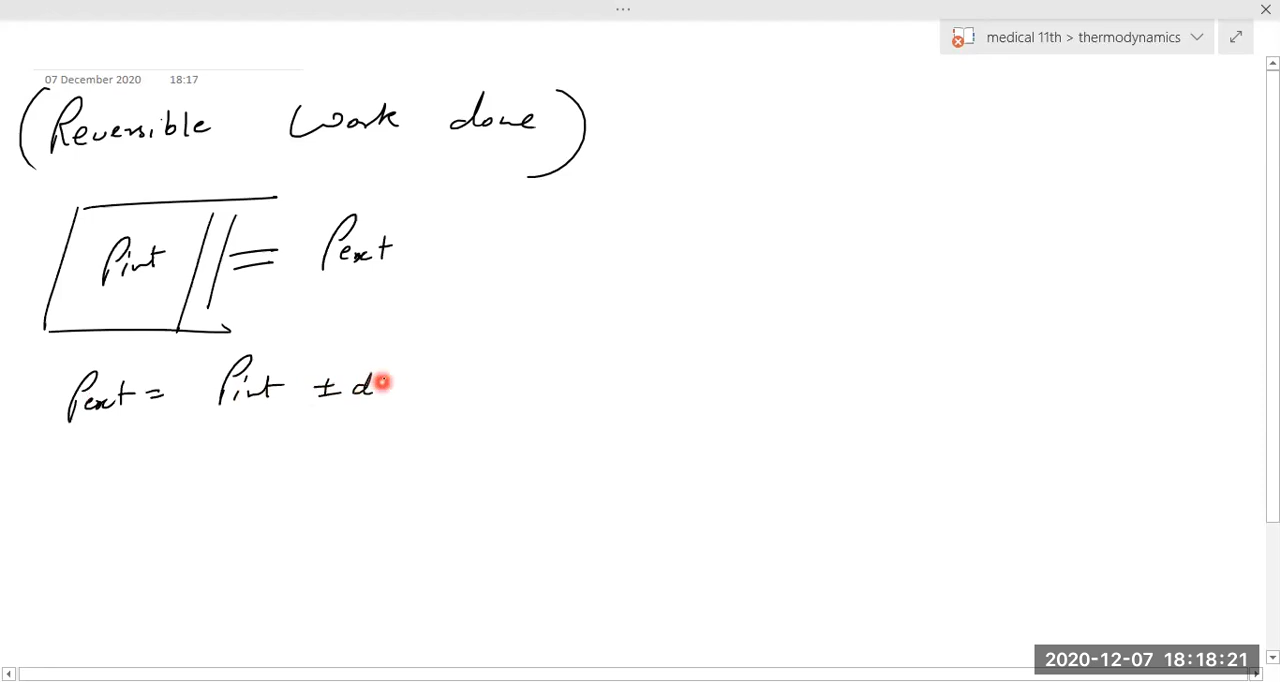 medical 11th > thermodynamics
07 December 2020 18:17
(Reversible Work done)
Pint = Pext
Pext = Pint ± d
2020-12-07 18:18:21